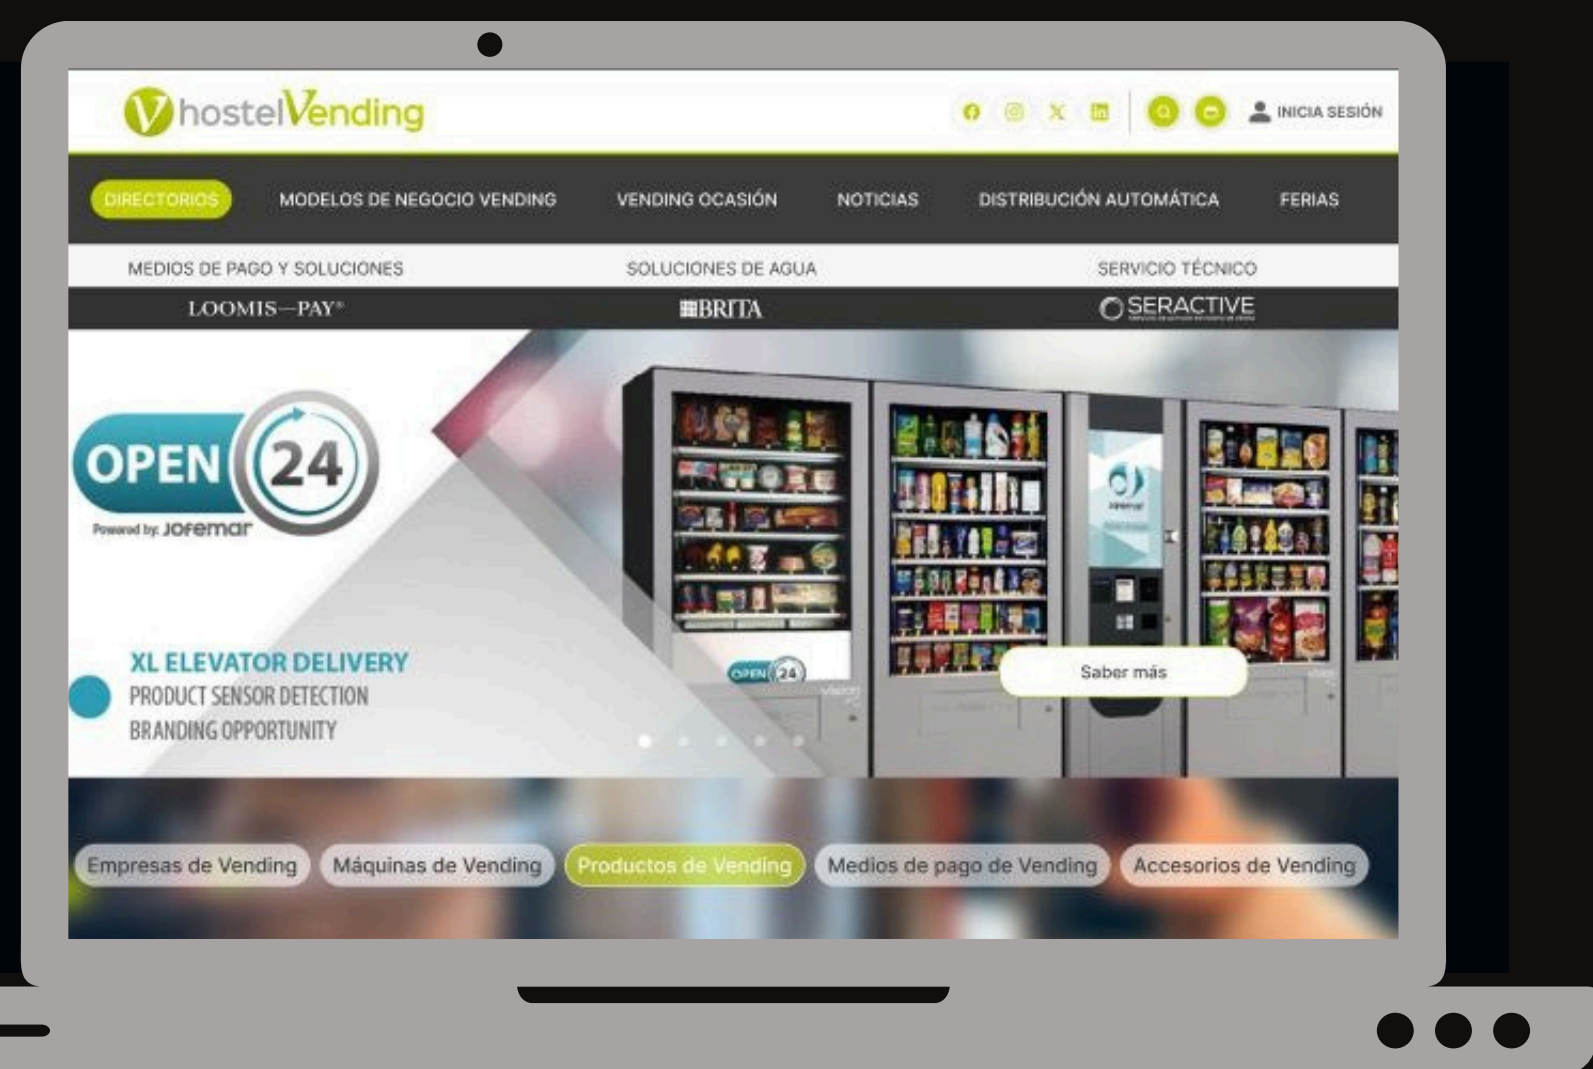 hostelVending
INICIA SESIÓN
DIRECTORIOS
MODELOS DE NEGOCIO VENDING
VENDING OCASIÓN
NOTICIAS
DISTRIBUCIÓN AUTOMÁTICA
FERIAS
MEDIOS DE PAGO Y SOLUCIONES
SOLUCIONES DE AGUA
SERVICIO TÉCNICO
LOOMIS—PAY®
BRITA
SERACTIVE
OPEN 24
Powered by: Jofemar
XL ELEVATOR DELIVERY
PRODUCT SENSOR DETECTION
BRANDING OPPORTUNITY
Jofemar
OPEN 24
Saber más
Empresas de Vending
Máquinas de Vending
Productos de Vending
Medios de pago de Vending
Accesorios de Vending